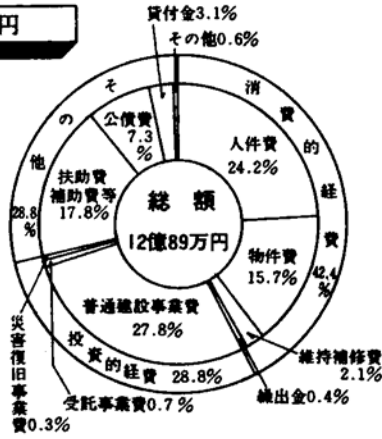 円
貸付金3.1%
その他0.6%
消費的経費
42.4%
人件費
24.2%
物件費
15.7%
維持補修費
2.1%
繰出金0.4%
投資的経費 28.8%
普通建設事業費
27.8%
受託事業費0.7%
災害復旧事業費0.3%
その他
28.8%
扶助費
補助費等
17.8%
公債費
7.3%
総額
12億89万円